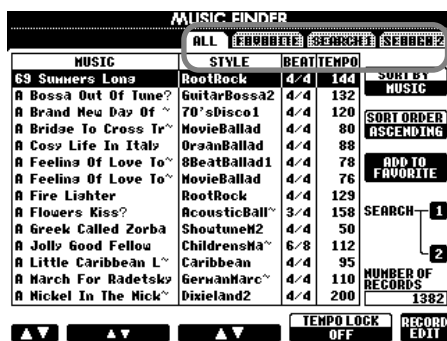 MUSIC FINDER
ALL FAVORITE SEARCH1 SEARCH2
MUSIC STYLE BEAT TEMPO SORT BY
MUSIC
69 Summers Long RootRock 4/4 144
A Bossa Out Of Tune? GuitarBossa2 4/4 132
A Brand New Day Of ~ 70'sDisco1 4/4 120 SORT ORDER
A Bridge To Cross Tr~ MovieBallad 4/4 80 ASCENDING
A Cosy Life In Italy OrganBallad 4/4 88
A Feeling Of Love To~ 8BeatBallad1 4/4 78 ADD TO
A Feeling Of Love To~ MovieBallad 4/4 76 FAVORITE
A Fire Lighter RootRock 4/4 129
A Flowers Kiss? AcousticBall~ 3/4 158 SEARCH 1
A Greek Called Zorba ShowtuneM2 4/4 50
A Jolly Good Fellow ChildrensMa~ 6/8 112 2
A Little Caribbean L~ Caribbean 4/4 95
A March For Radetsky GermanMarc~ 4/4 110 NUMBER OF
RECORDS
A Nickel In The Nick~ Dixieland2 4/4 200 1382
TEMPO LOCK RECORD
OFF EDIT